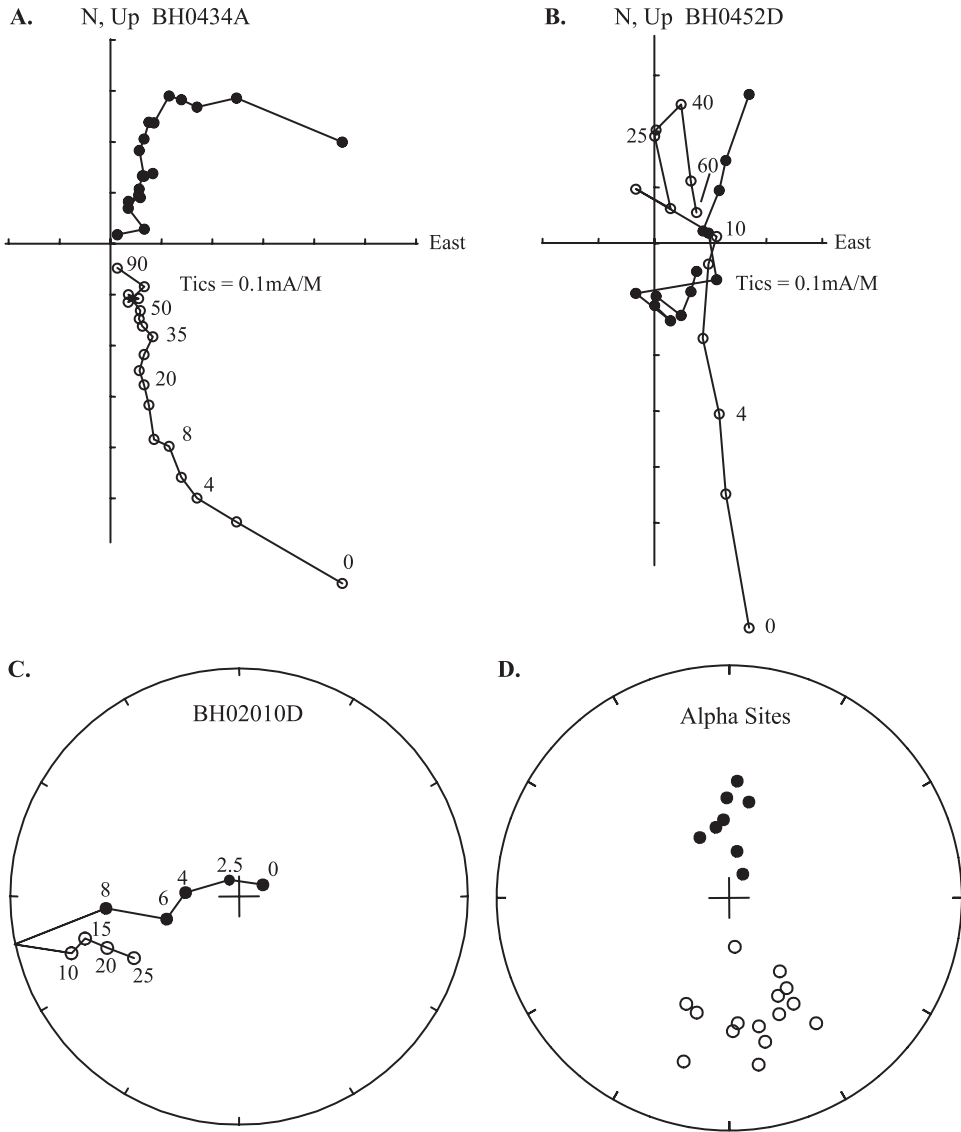 A. N, Up BH0434A
East
90
Tics = 0.1mA/M
50
35
20
8
4
0
B. N, Up BH0452D
40
25
60
10
East
Tics = 0.1mA/M
4
0
C.
BH02010D
0
2.5
4
6
8
15
10
20
25
D.
Alpha Sites